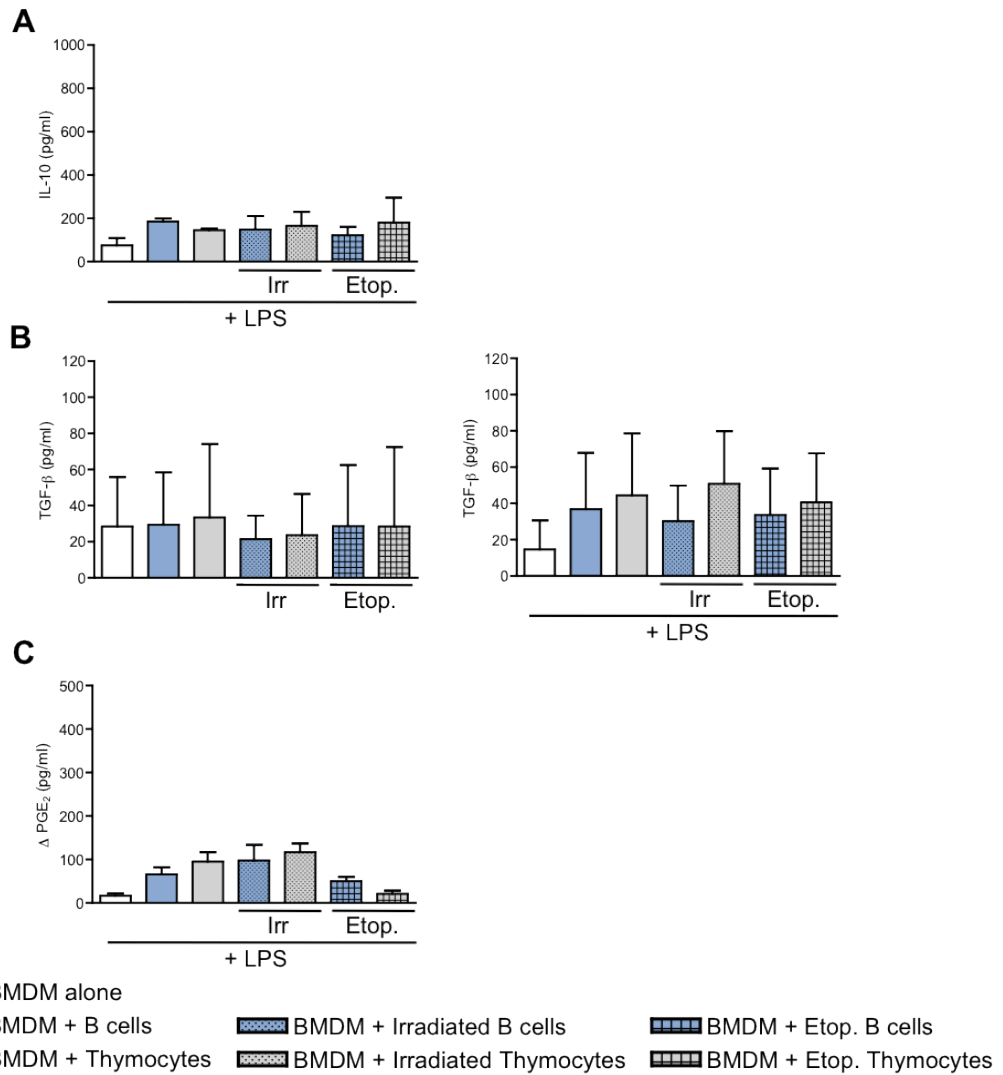 A
1000
800
600
400
200
0
IL-10 (pg/ml)
Irr Etop.
+ LPS
B
120
100
80
60
40
20
0
TGF-β (pg/ml)
Irr Etop.
120
100
80
60
40
20
0
TGF-β (pg/ml)
Irr Etop.
+ LPS
C
500
400
300
200
100
0
Δ PGE₂ (pg/ml)
Irr Etop.
+ LPS
BMDM alone
BMDM + B cells BMDM + Irradiated B cells BMDM + Etop. B cells
BMDM + Thymocytes BMDM + Irradiated Thymocytes BMDM + Etop. Thymocytes